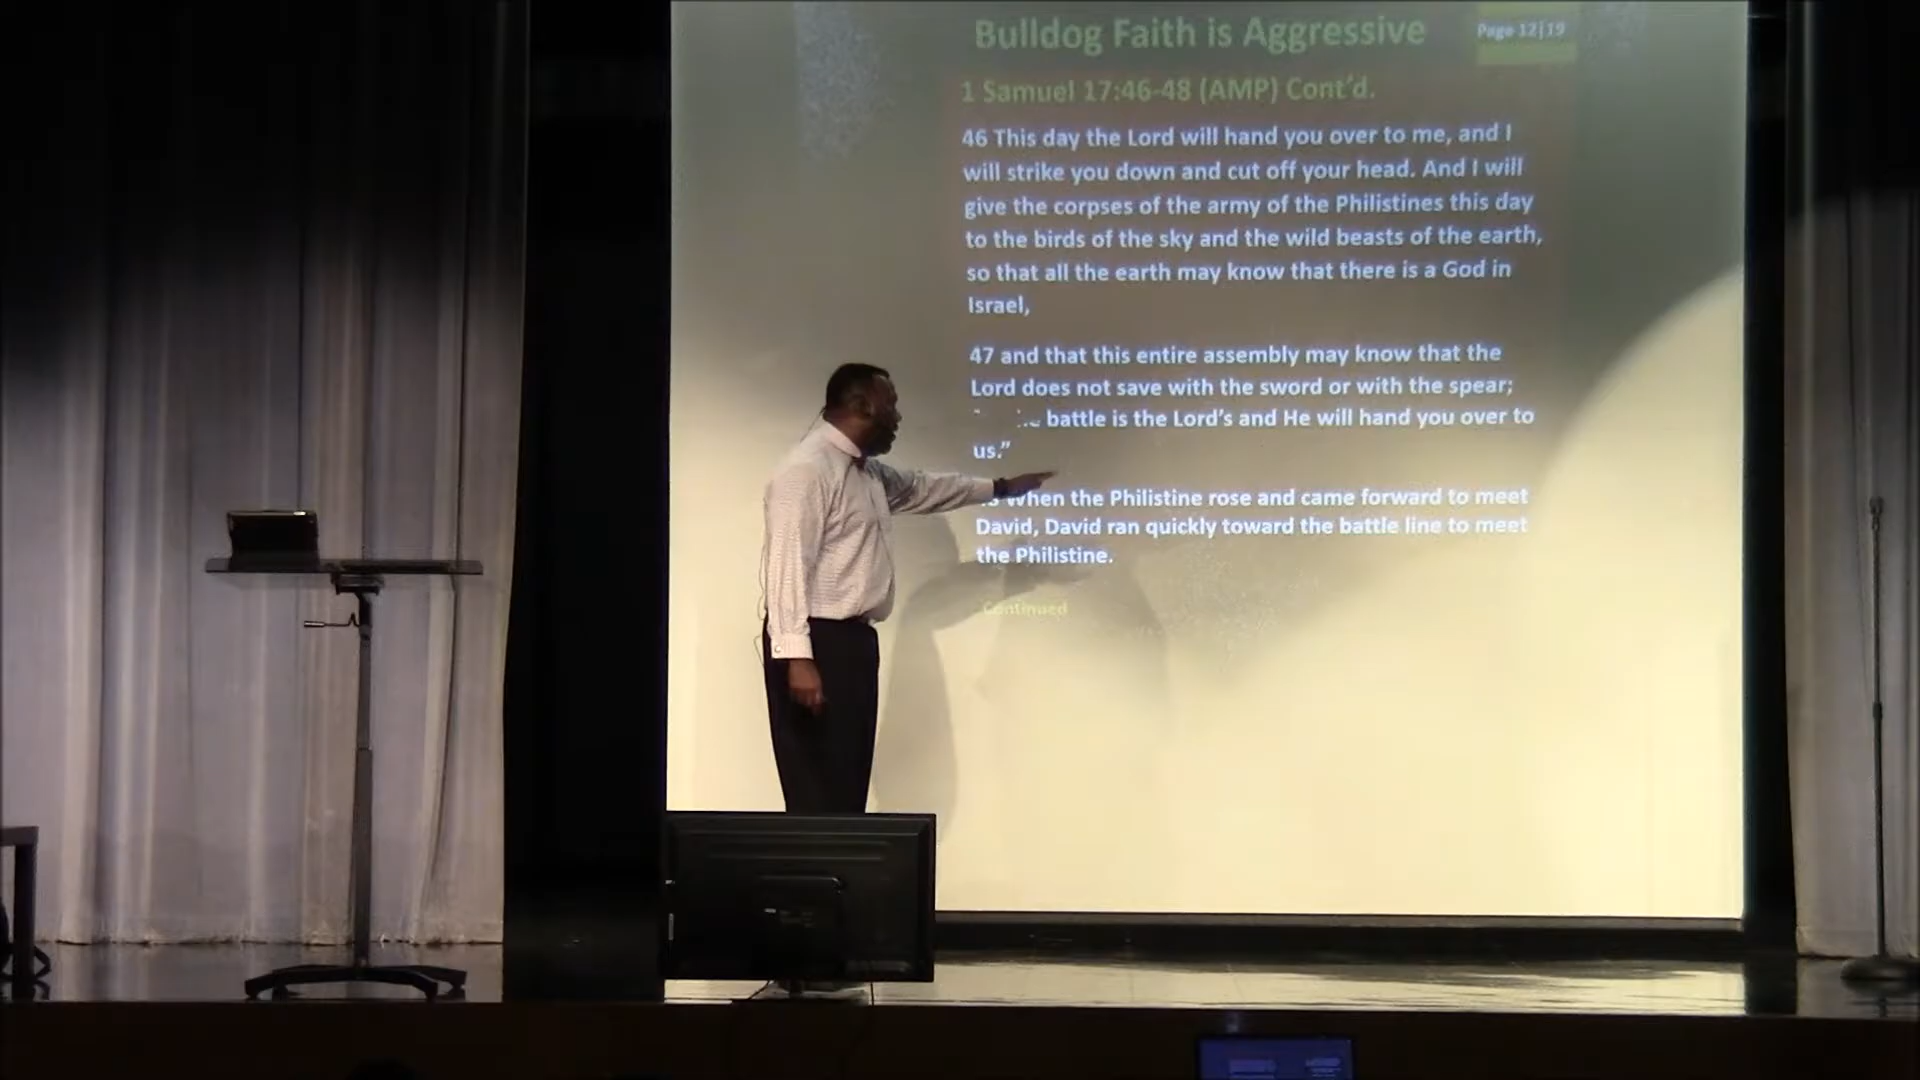 Bulldog Faith is Aggressive
Page 12|19
1 Samuel 17:46-48 (AMP) Cont'd.
46 This day the Lord will hand you over to me, and I
will strike you down and cut off your head. And I will
give the corpses of the army of the Philistines this day
to the birds of the sky and the wild beasts of the earth,
so that all the earth may know that there is a God in
Israel,
47 and that this entire assembly may know that the
Lord does not save with the sword or with the spear;
battle is the Lord's and He will hand you over to
us.”
When the Philistine rose and came forward to meet
David, David ran quickly toward the battle line to meet
the Philistine.
Continued